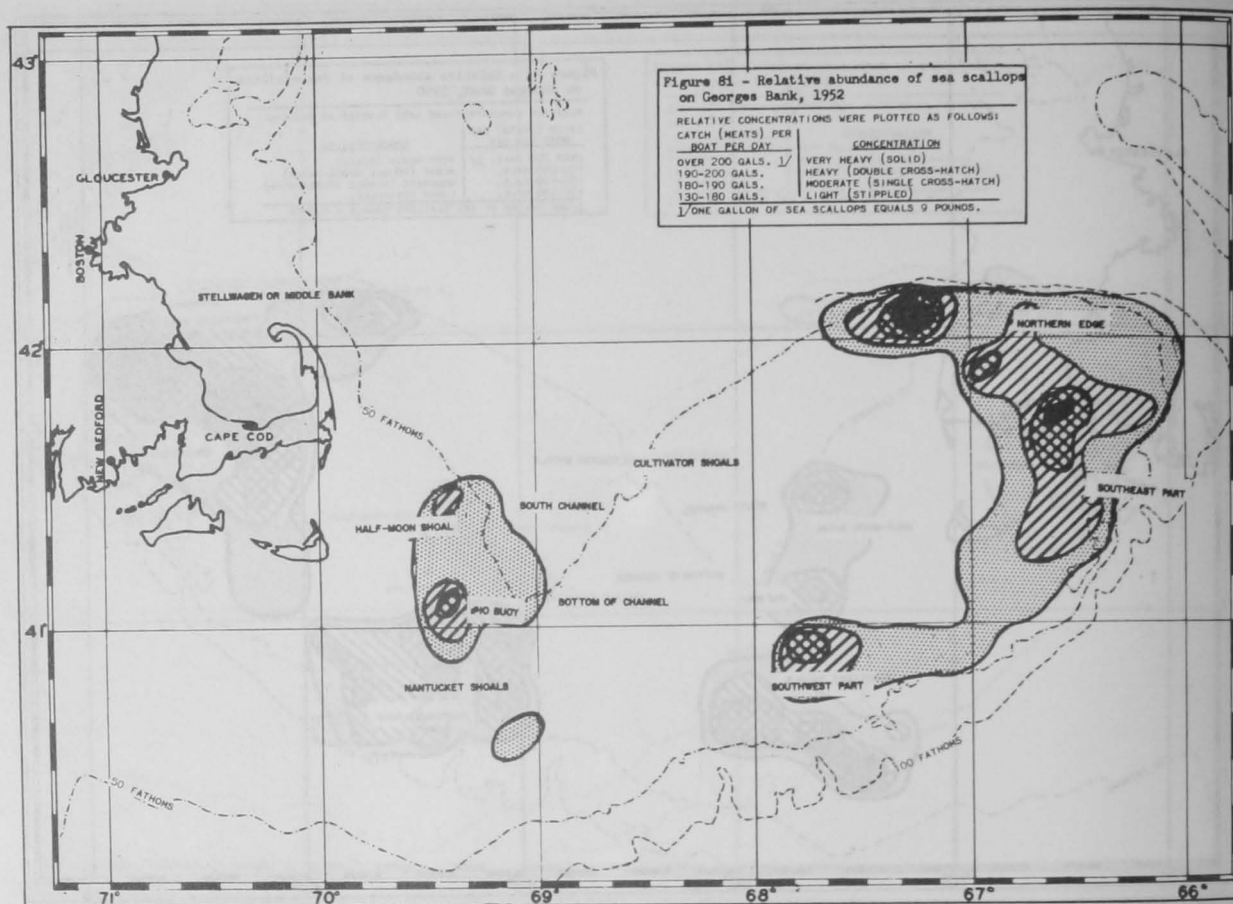 Figure 81 - Relative abundance of sea scallops
on Georges Bank, 1952
RELATIVE CONCENTRATIONS WERE PLOTTED AS FOLLOWS:
CATCH (MEATS) PER
BOAT PER DAY CONCENTRATION
OVER 200 GALS. 1/ VERY HEAVY (SOLID)
190-200 GALS. HEAVY (DOUBLE CROSS-HATCH)
180-190 GALS. MODERATE (SINGLE CROSS-HATCH)
130-180 GALS. LIGHT (STIPPLED)
1/ ONE GALLON OF SEA SCALLOPS EQUALS 9 POUNDS.
43°
GLOUCESTER
BOSTON
STELLWAGEN OR MIDDLE BANK
NORTHERN EDGE
42°
50 FATHOMS
NEW BEDFORD
CAPE COD
CULTIVATOR SHOALS
SOUTHEAST PART
SOUTH CHANNEL
HALF-MOON SHOAL
BOTTOM OF CHANNEL
BUOY
41°
NANTUCKET SHOALS
SOUTHWEST PART
100 FATHOMS
50 FATHOMS
71° 70° 69° 68° 67° 66°